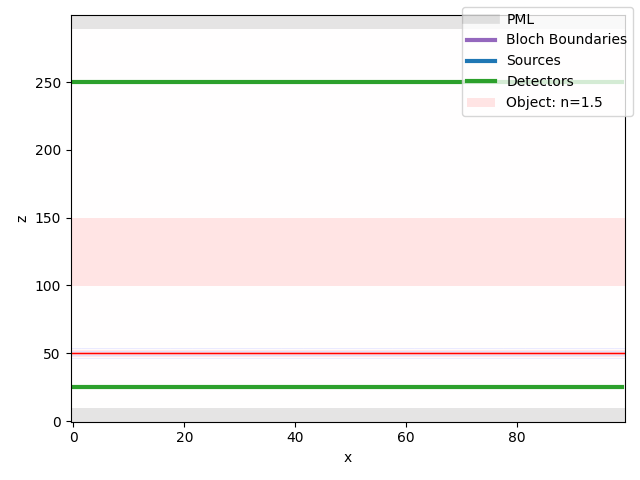 PML
Bloch Boundaries
Sources
Detectors
Object: n=1.5
250
200
150
100
50
0
z
0 20 40 60 80
x